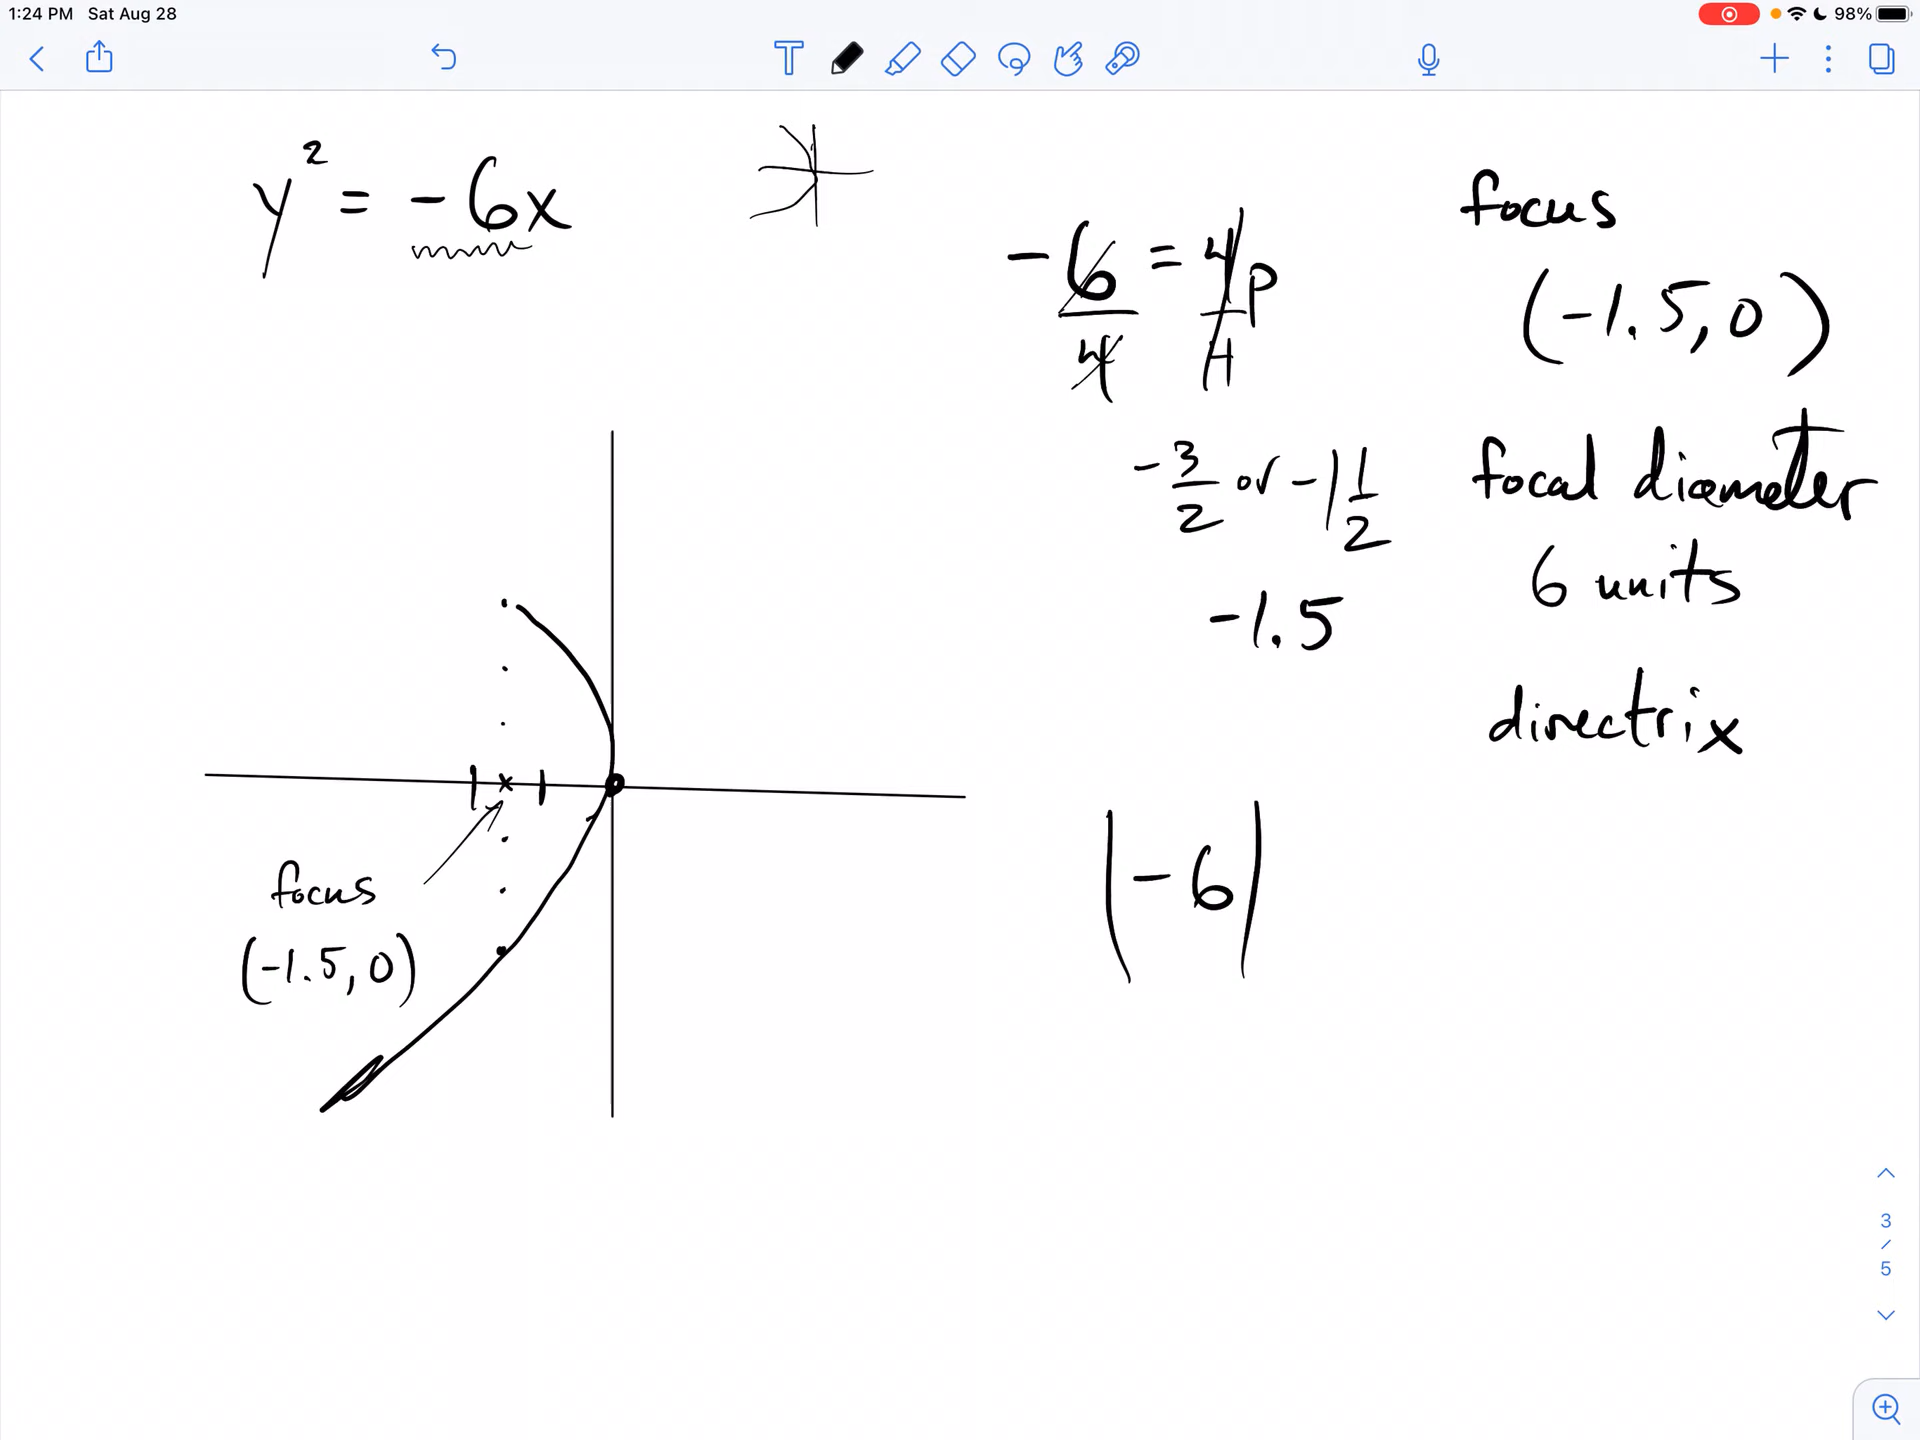 1:24 PM Sat Aug 28
98%
y² = -6x
-6/4 = 4p/4
-3/2 or -1 1/2
-1.5
focus
(-1.5, 0)
focal diameter
6 units
directrix
|-6|
focus
(-1.5, 0)
3
/
5